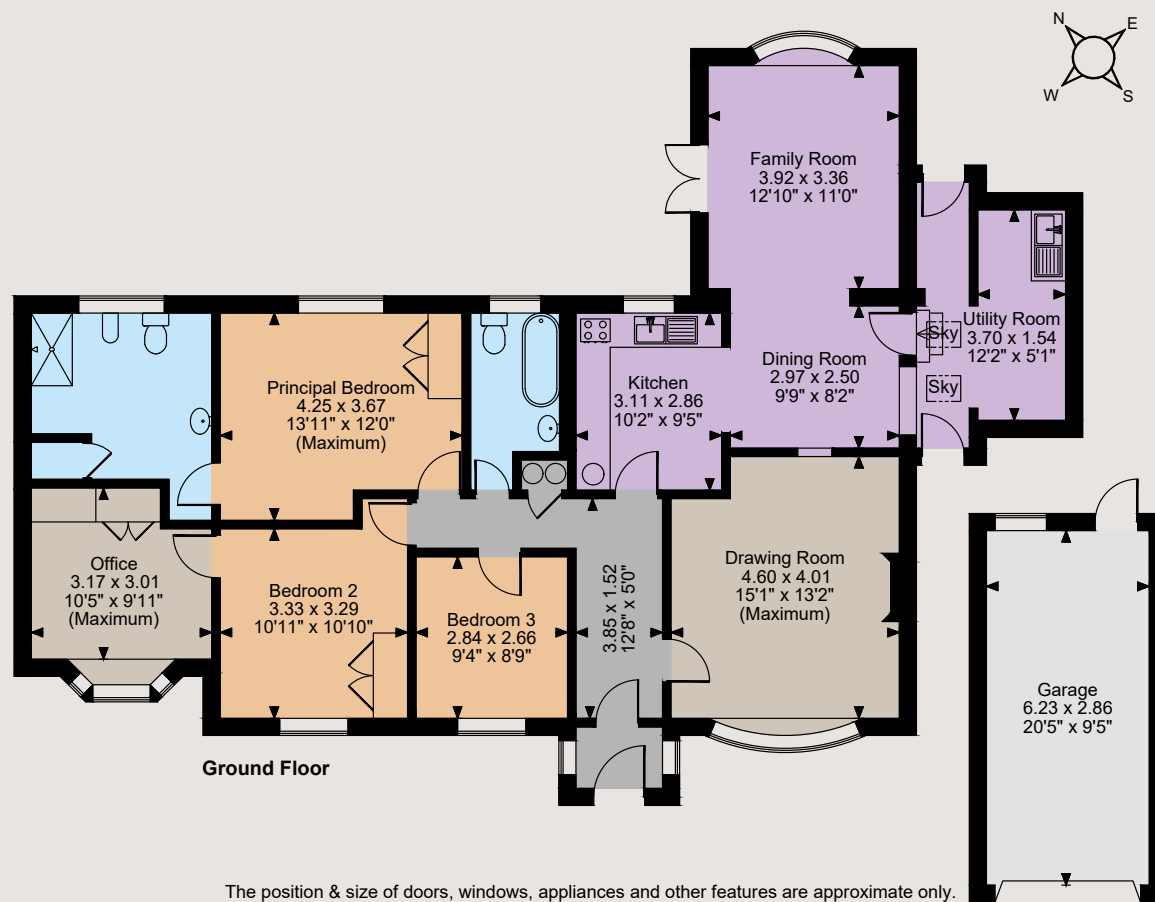 N
E
W
S
Family Room
3.92 x 3.36
12'10" x 11'0"
Sky
Utility Room
3.70 x 1.54
12'2" x 5'1"
Sky
Dining Room
2.97 x 2.50
9'9" x 8'2"
Kitchen
3.11 x 2.86
10'2" x 9'5"
Principal Bedroom
4.25 x 3.67
13'11" x 12'0"
(Maximum)
Office
3.17 x 3.01
10'5" x 9'11"
(Maximum)
Bedroom 2
3.33 x 3.29
10'11" x 10'10"
Bedroom 3
2.84 x 2.66
9'4" x 8'9"
3.85 x 1.52
12'8" x 5'0"
Drawing Room
4.60 x 4.01
15'1" x 13'2"
(Maximum)
Garage
6.23 x 2.86
20'5" x 9'5"
Ground Floor
The position & size of doors, windows, appliances and other features are approximate only.